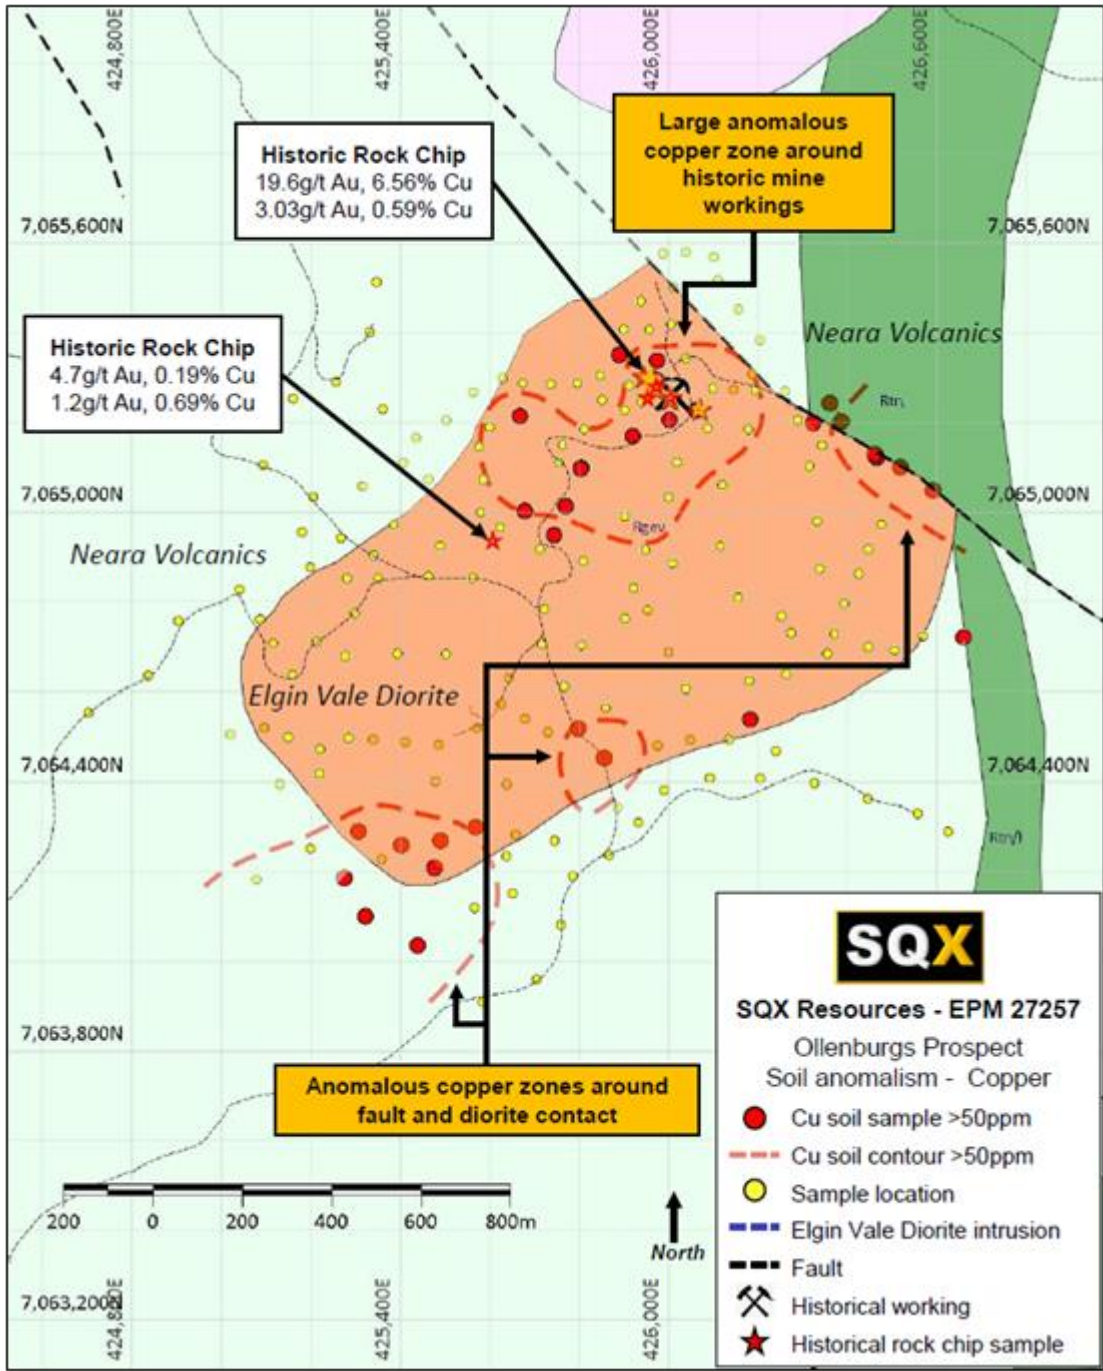 424,800E
425,400E
426,000E
426,600E
Historic Rock Chip
19.6g/t Au, 6.56% Cu
3.03g/t Au, 0.59% Cu
Large anomalous
copper zone around
historic mine
workings
7,065,600N
7,065,600N
Historic Rock Chip
4.7g/t Au, 0.19% Cu
1.2g/t Au, 0.69% Cu
Neara Volcanics
7,065,000N
7,065,000N
Neara Volcanics
Elgin Vale Diorite
7,064,400N
7,064,400N
7,063,800N
Anomalous copper zones around
fault and diorite contact
200 0 200 400 600 800m
North
7,063,200N
424,800E
425,400E
426,000E
SQX
SQX Resources - EPM 27257
Ollenburgs Prospect
Soil anomalism - Copper
Cu soil sample >50ppm
Cu soil contour >50ppm
Sample location
Elgin Vale Diorite intrusion
Fault
Historical working
Historical rock chip sample